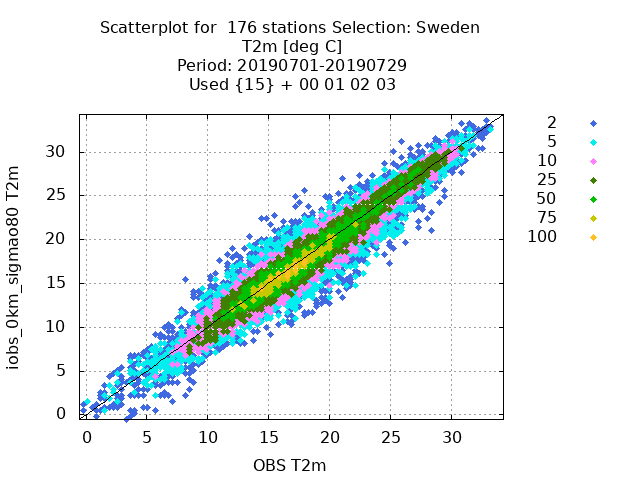 Scatterplot for  176 stations Selection: Sweden
T2m [deg C]
Period: 20190701-20190729
Used {15} + 00 01 02 03
2
5
10
25
50
75
100
iobs_0km_sigmao80 T2m
30
25
20
15
10
5
0
0 5 10 15 20 25 30
OBS T2m